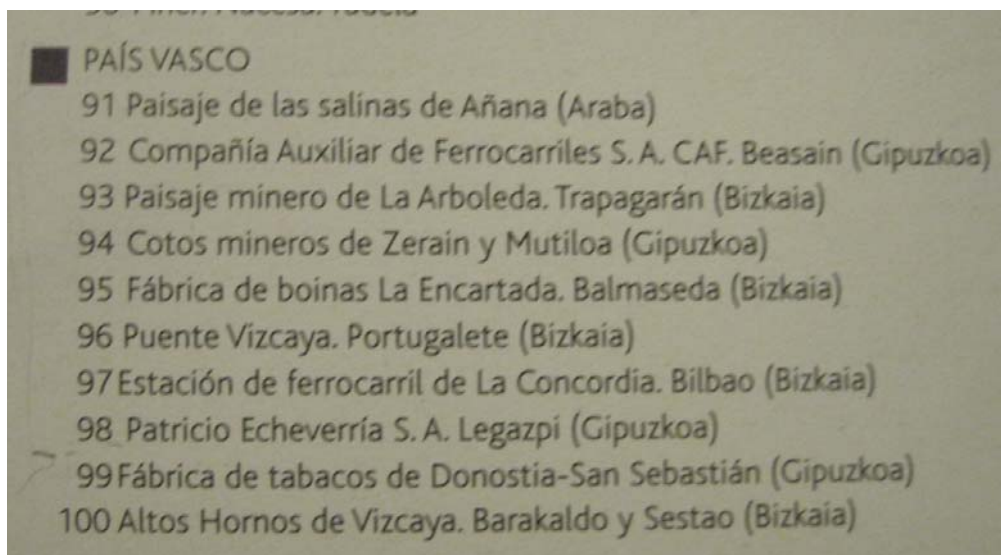 PAÍS VASCO
91 Paisaje de las salinas de Añana (Araba)
92 Compañía Auxiliar de Ferrocarriles S. A. CAF. Beasain (Gipuzkoa)
93 Paisaje minero de La Arboleda. Trapagarán (Bizkaia)
94 Cotos mineros de Zerain y Mutiloa (Gipuzkoa)
95 Fábrica de boinas La Encartada. Balmaseda (Bizkaia)
96 Puente Vizcaya. Portugalete (Bizkaia)
97 Estación de ferrocarril de La Concordia. Bilbao (Bizkaia)
98 Patricio Echeverría S. A. Legazpi (Gipuzkoa)
99 Fábrica de tabacos de Donostia-San Sebastián (Gipuzkoa)
100 Altos Hornos de Vizcaya. Barakaldo y Sestao (Bizkaia)